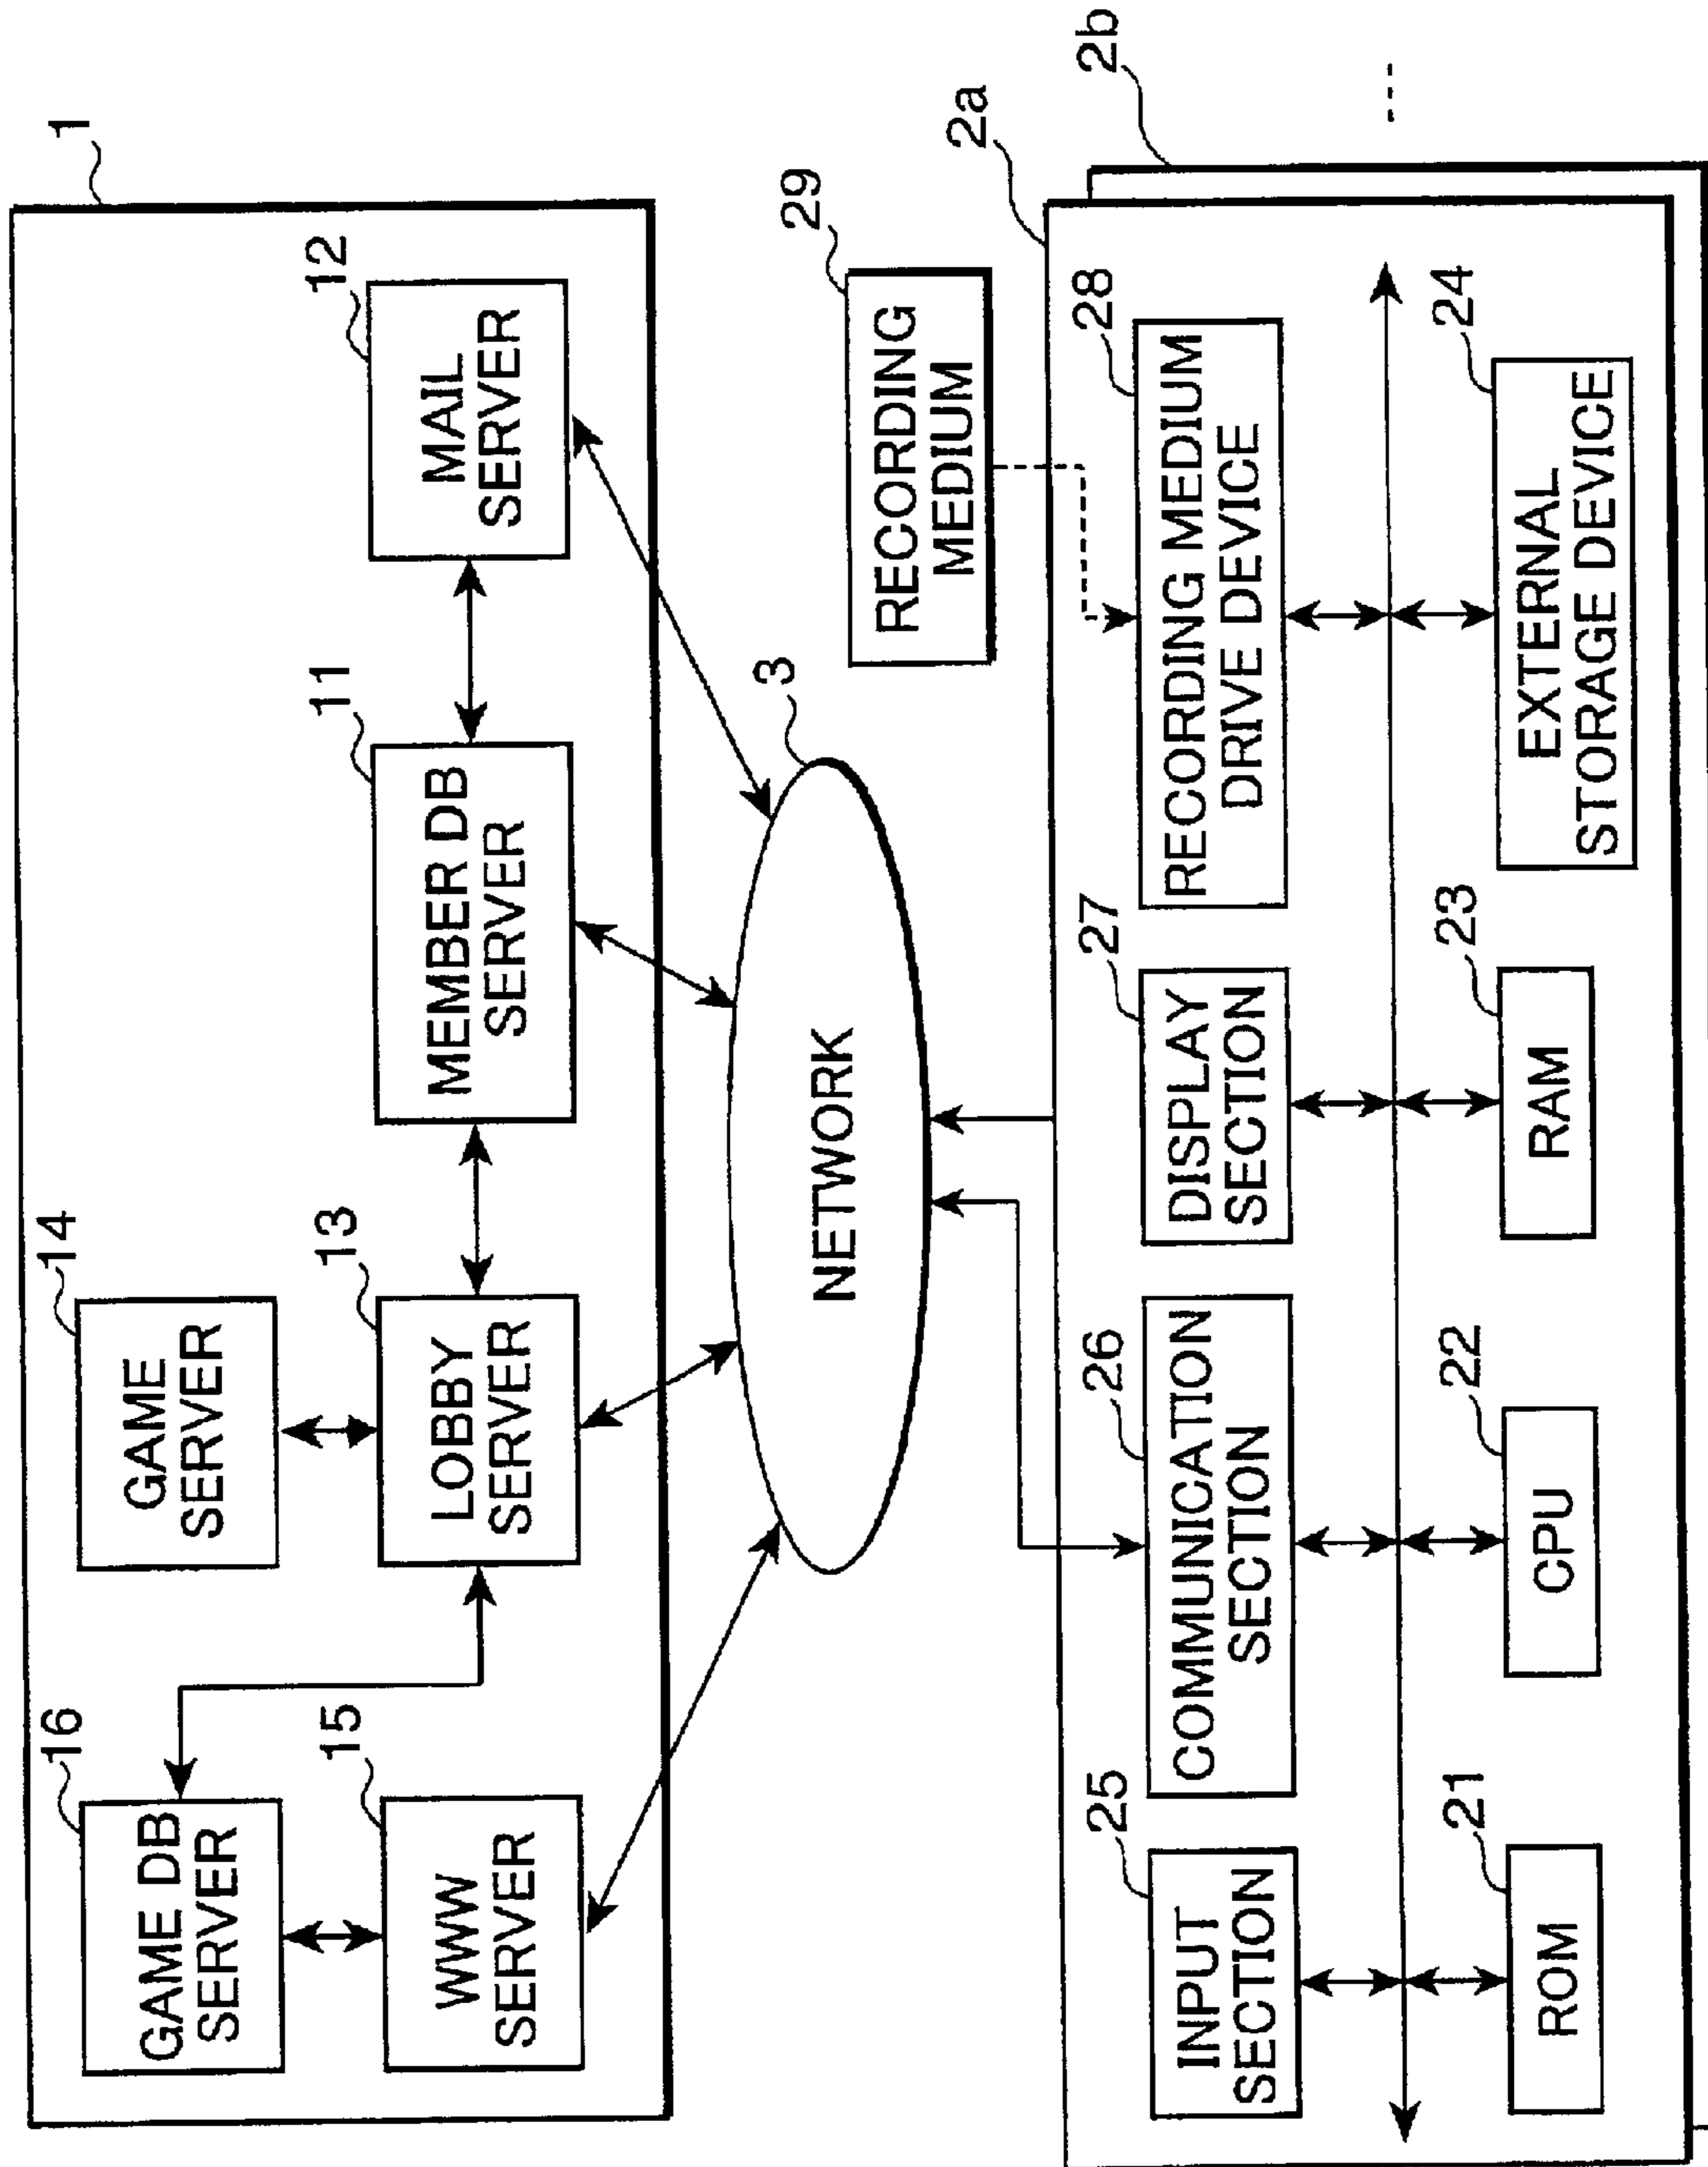 1
16
GAME DB
SERVER
14
GAME
SERVER
15
WWW
SERVER
13
LOBBY
SERVER
11
MEMBER DB
SERVER
12
MAIL
SERVER
3
NETWORK
29
RECORDING
MEDIUM
2a
2b
25
INPUT
SECTION
26
COMMUNICATION
SECTION
27
DISPLAY
SECTION
28
RECORDING MEDIUM
DRIVE DEVICE
21
ROM
22
CPU
23
RAM
24
EXTERNAL
STORAGE DEVICE